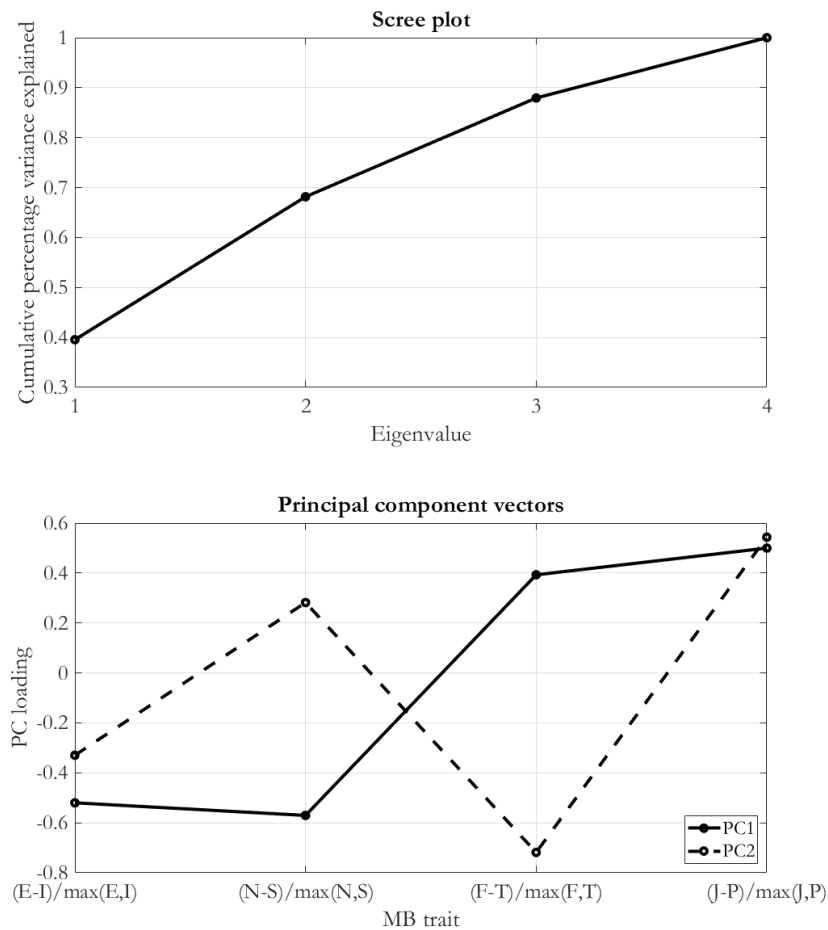 Scree plot
1
0.9
0.8
0.7
0.6
0.5
0.4
0.3
Cumulative percentage variance explained
1 2 3 4
Eigenvalue
Principal component vectors
0.6
0.4
0.2
0
-0.2
-0.4
-0.6
-0.8
PC loading
PC1
PC2
(E-I)/max(E,I) (N-S)/max(N,S) (F-T)/max(F,T) (J-P)/max(J,P)
MB trait